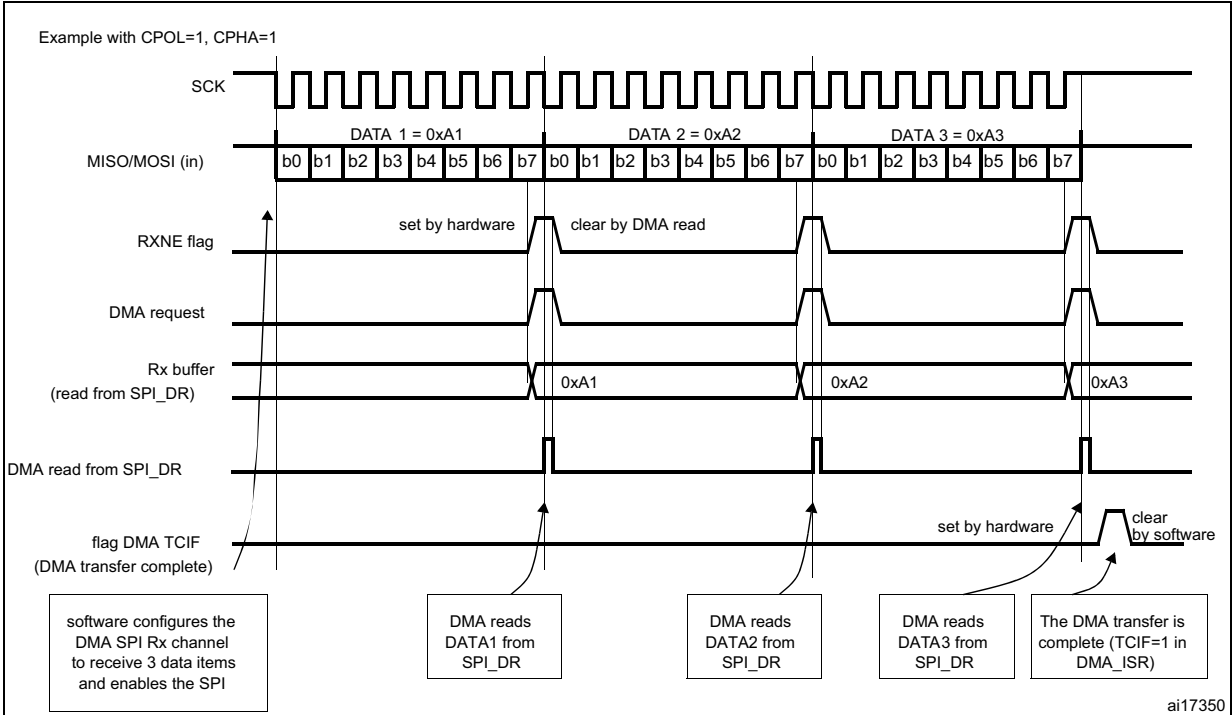 Example with CPOL=1, CPHA=1
SCK
DATA 1 = 0xA1
DATA 2 = 0xA2
DATA 3 = 0xA3
MISO/MOSI (in)
b0 b1 b2 b3 b4 b5 b6 b7 b0 b1 b2 b3 b4 b5 b6 b7 b0 b1 b2 b3 b4 b5 b6 b7
set by hardware
clear by DMA read
RXNE flag
DMA request
Rx buffer
(read from SPI_DR)
0xA1
0xA2
0xA3
DMA read from SPI_DR
flag DMA TCIF
(DMA transfer complete)
set by hardware
clear
by software
software configures the
DMA SPI Rx channel
to receive 3 data items
and enables the SPI
DMA reads
DATA1 from
SPI_DR
DMA reads
DATA2 from
SPI_DR
DMA reads
DATA3 from
SPI_DR
The DMA transfer is
complete (TCIF=1 in
DMA_ISR)
ai17350